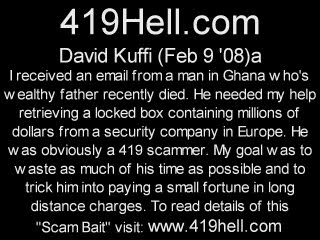 419Hell.com
David Kuffi (Feb 9 '08)a
I received an email from a man in Ghana who's
wealthy father recently died. He needed my help
retrieving a locked box containing millions of
dollars from a security company in Europe. He
was obviously a 419 scammer. My goal was to
waste as much of his time as possible and to
trick him into paying a small fortune in long
distance charges. To read details of this
"Scam Bait" visit: www.419hell.com